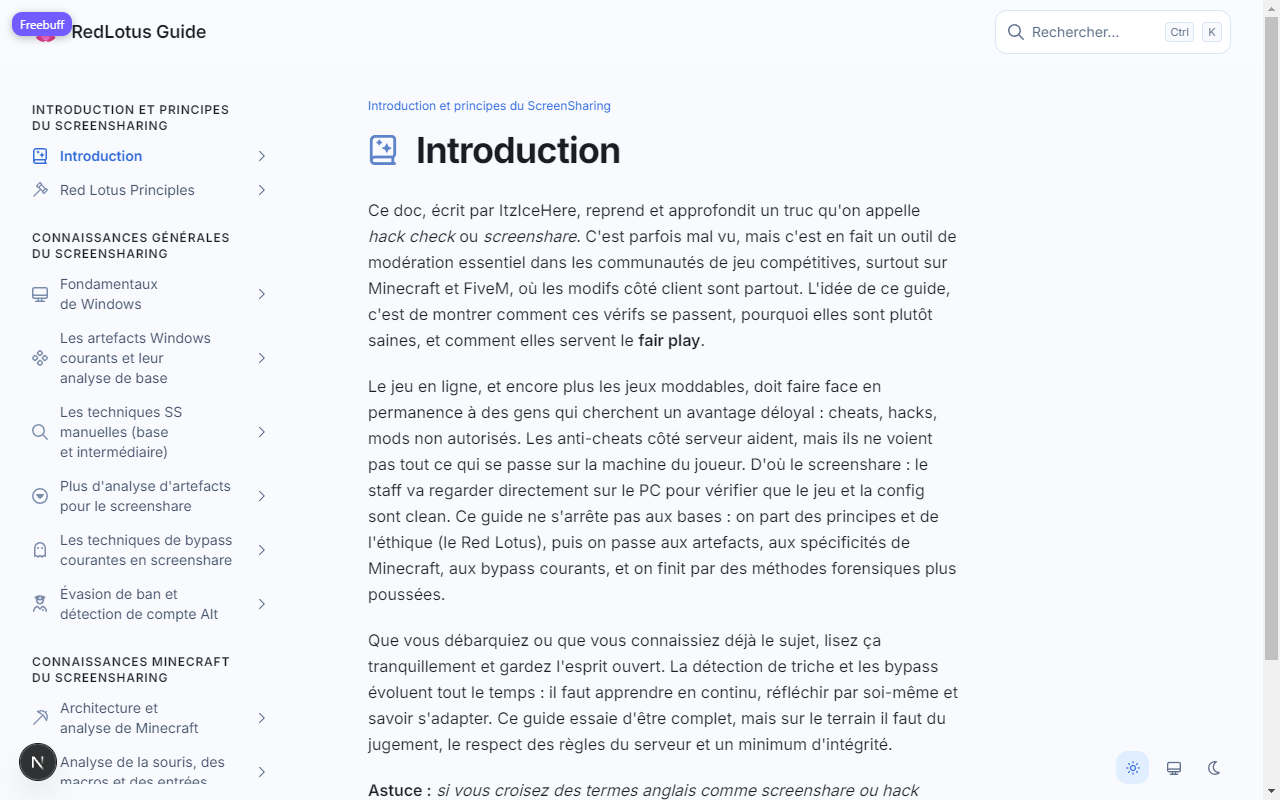 Freebuff
RedLotus Guide
Rechercher...
Ctrl
K
INTRODUCTION ET PRINCIPES
DU SCREENSHARING
Introduction
Red Lotus Principles
CONNAISSANCES GÉNÉRALES
DU SCREENSHARING
Fondamentaux
de Windows
Les artefacts Windows
courants et leur
analyse de base
Les techniques SS
manuelles (base
et intermédiaire)
Plus d'analyse d'artefacts
pour le screenshare
Les techniques de bypass
courantes en screenshare
Évasion de ban et
détection de compte Alt
CONNAISSANCES MINECRAFT
DU SCREENSHARING
Architecture et
analyse de Minecraft
Analyse de la souris, des
macros et des entrées
N
Introduction et principes du ScreenSharing
Introduction
Ce doc, écrit par ItzIceHere, reprend et approfondit un truc qu'on appelle
hack check ou screenshare. C'est parfois mal vu, mais c'est en fait un outil de
modération essentiel dans les communautés de jeu compétitives, surtout sur
Minecraft et FiveM, où les modifs côté client sont partout. L'idée de ce guide,
c'est de montrer comment ces vérifs se passent, pourquoi elles sont plutôt
saines, et comment elles servent le fair play.
Le jeu en ligne, et encore plus les jeux moddables, doit faire face en
permanence à des gens qui cherchent un avantage déloyal : cheats, hacks,
mods non autorisés. Les anti-cheats côté serveur aident, mais ils ne voient
pas tout ce qui se passe sur la machine du joueur. D'où le screenshare : le
staff va regarder directement sur le PC pour vérifier que le jeu et la config
sont clean. Ce guide ne s'arrête pas aux bases : on part des principes et de
l'éthique (le Red Lotus), puis on passe aux artefacts, aux spécificités de
Minecraft, aux bypass courants, et on finit par des méthodes forensiques plus
poussées.
Que vous débarquiez ou que vous connaissiez déjà le sujet, lisez ça
tranquillement et gardez l'esprit ouvert. La détection de triche et les bypass
évoluent tout le temps : il faut apprendre en continu, réfléchir par soi-même et
savoir s'adapter. Ce guide essaie d'être complet, mais sur le terrain il faut du
jugement, le respect des règles du serveur et un minimum d'intégrité.
Astuce : si vous croisez des termes anglais comme screenshare ou hack